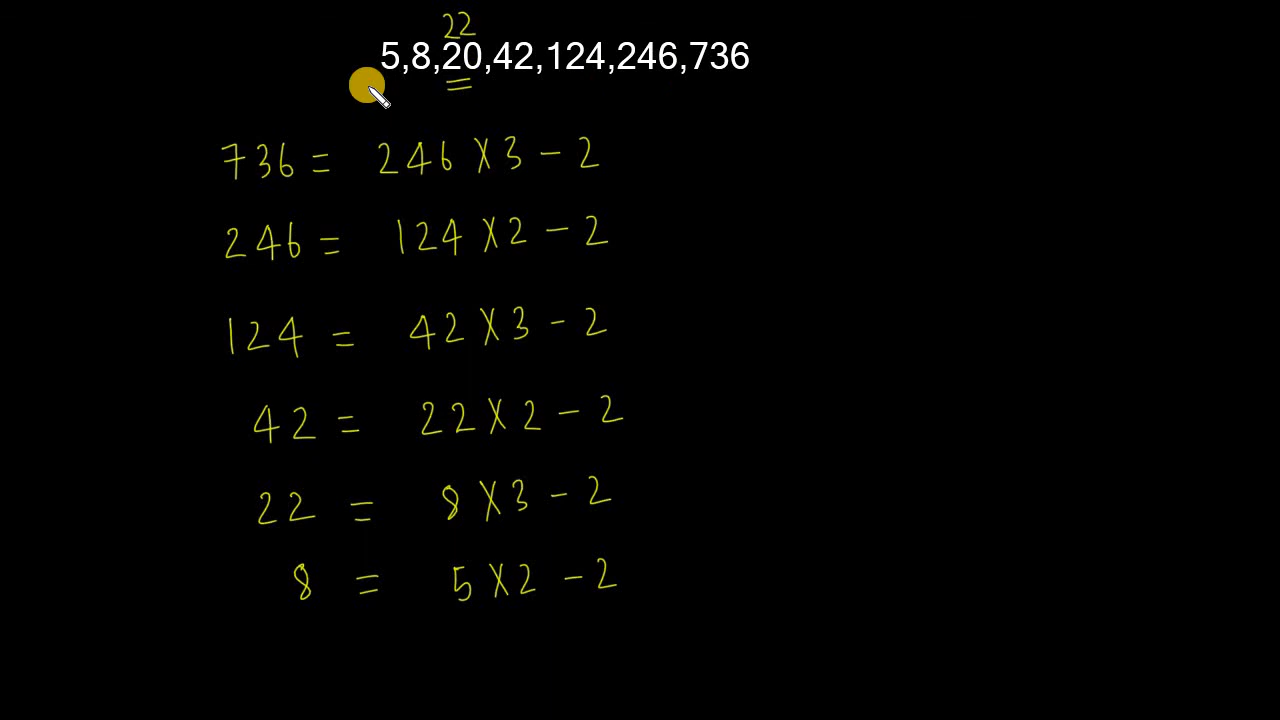 22
5,8,20,42,124,246,736
=
736 = 246 X 3 - 2
246 = 124 X 2 - 2
124 = 42 X 3 - 2
42 = 22 X 2 - 2
22 = 8 X 3 - 2
8 = 5 X 2 - 2